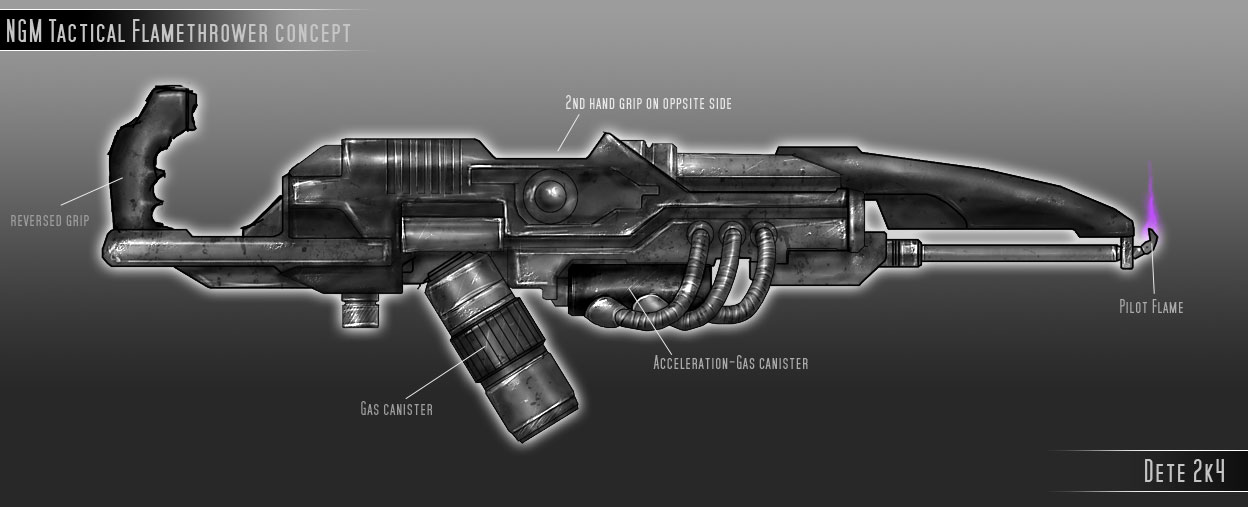 NGM Tactical Flamethrower concept
2nd hand grip on oppsite side
reversed grip
Pilot Flame
Acceleration-Gas canister
Gas canister
Dete 2k4